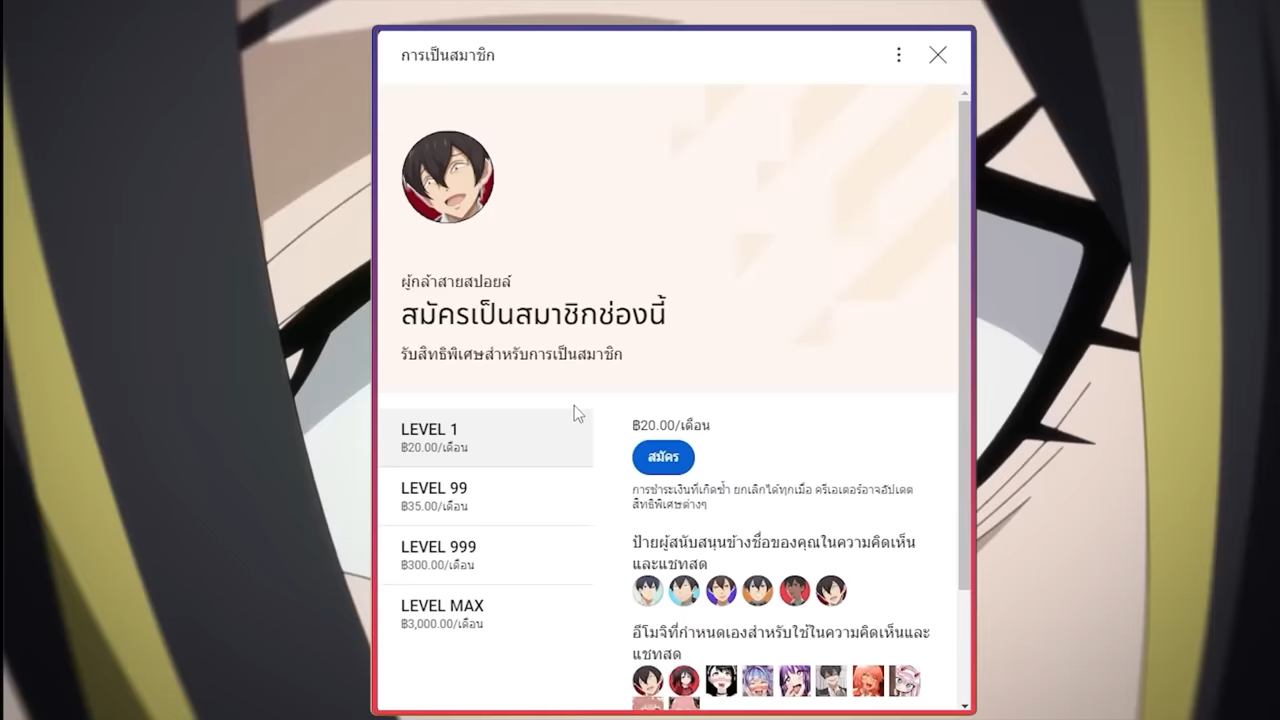 การเป็นสมาชิก
ผู้กล้าสายสปอยล์
สมัครเป็นสมาชิกช่องนี้
รับสิทธิพิเศษสำหรับการเป็นสมาชิก
LEVEL 1
฿20.00/เดือน
LEVEL 99
฿35.00/เดือน
LEVEL 999
฿300.00/เดือน
LEVEL MAX
฿3,000.00/เดือน
฿20.00/เดือน
สมัคร
การชำระเงินที่เกิดซ้ำ ยกเลิกได้ทุกเมื่อ ครีเอเตอร์อาจอัปเดต
สิทธิพิเศษต่างๆ
ป้ายผู้สนับสนุนข้างชื่อของคุณในความคิดเห็น
และแชทสด
อีโมจิที่กำหนดเองสำหรับใช้ในความคิดเห็นและ
แชทสด